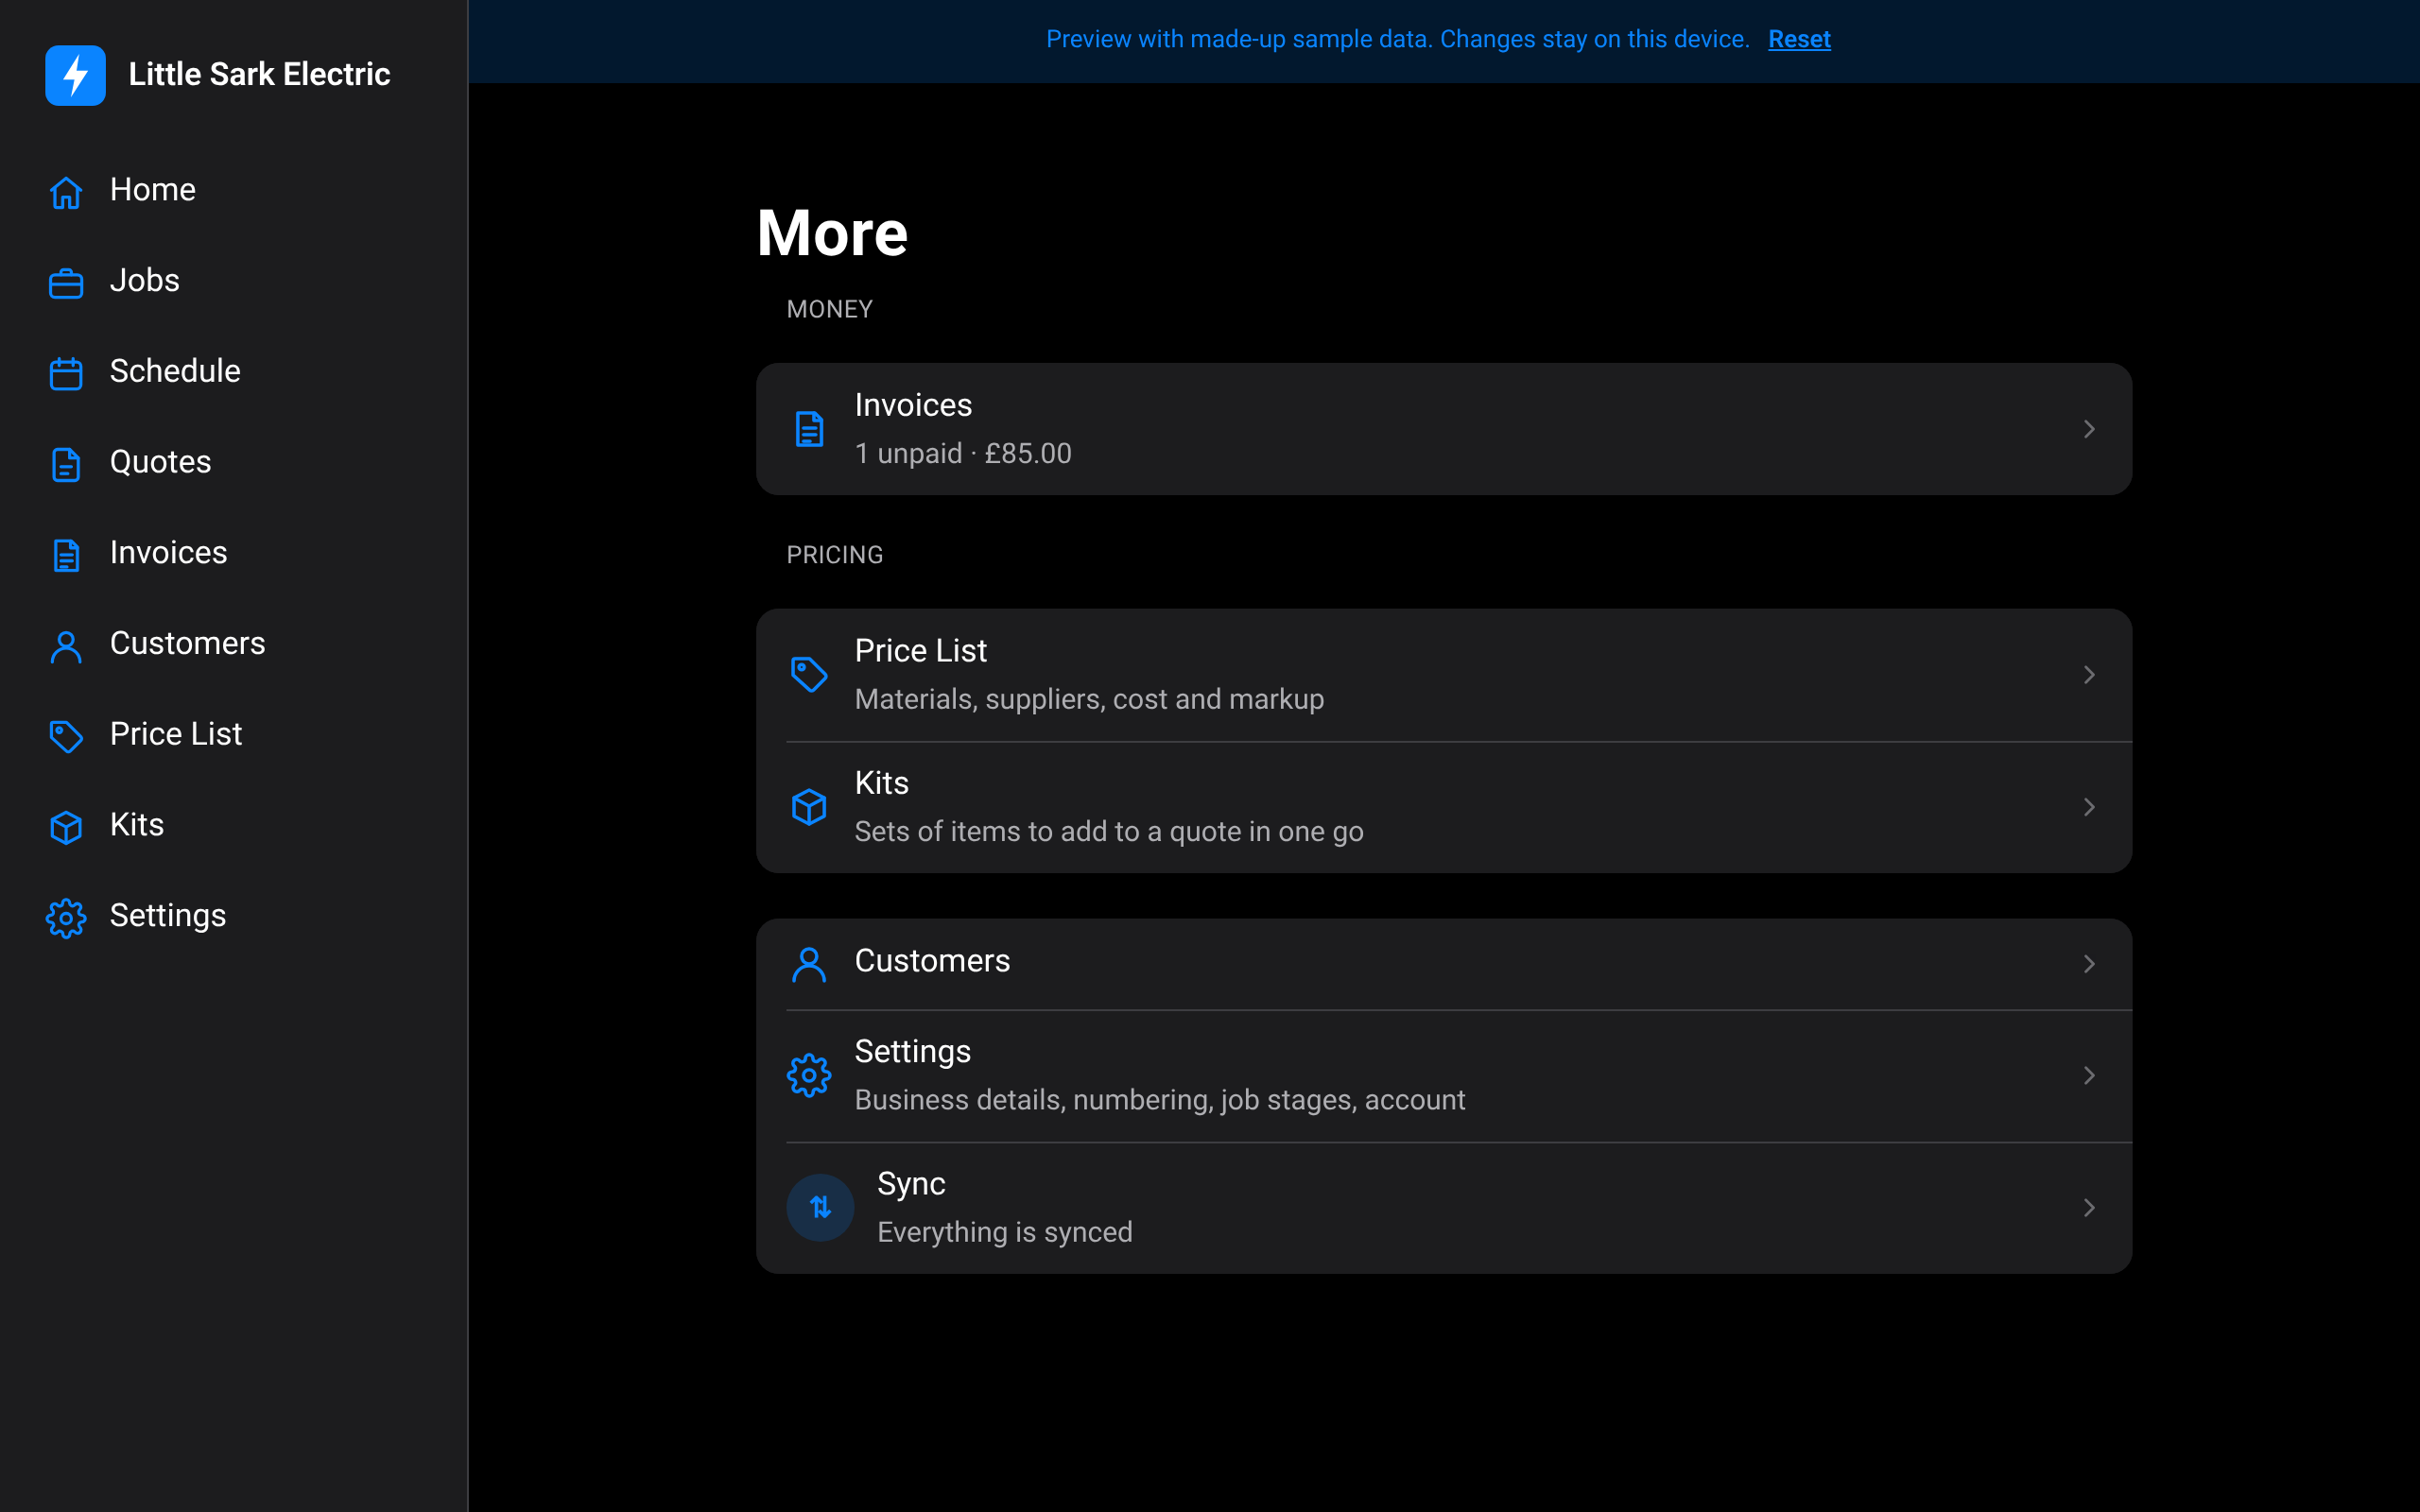 Little Sark Electric
Home
Jobs
Schedule
Quotes
Invoices
Customers
Price List
Kits
Settings
Preview with made-up sample data. Changes stay on this device. Reset
More
MONEY
Invoices
1 unpaid · £85.00
PRICING
Price List
Materials, suppliers, cost and markup
Kits
Sets of items to add to a quote in one go
Customers
Settings
Business details, numbering, job stages, account
Sync
Everything is synced